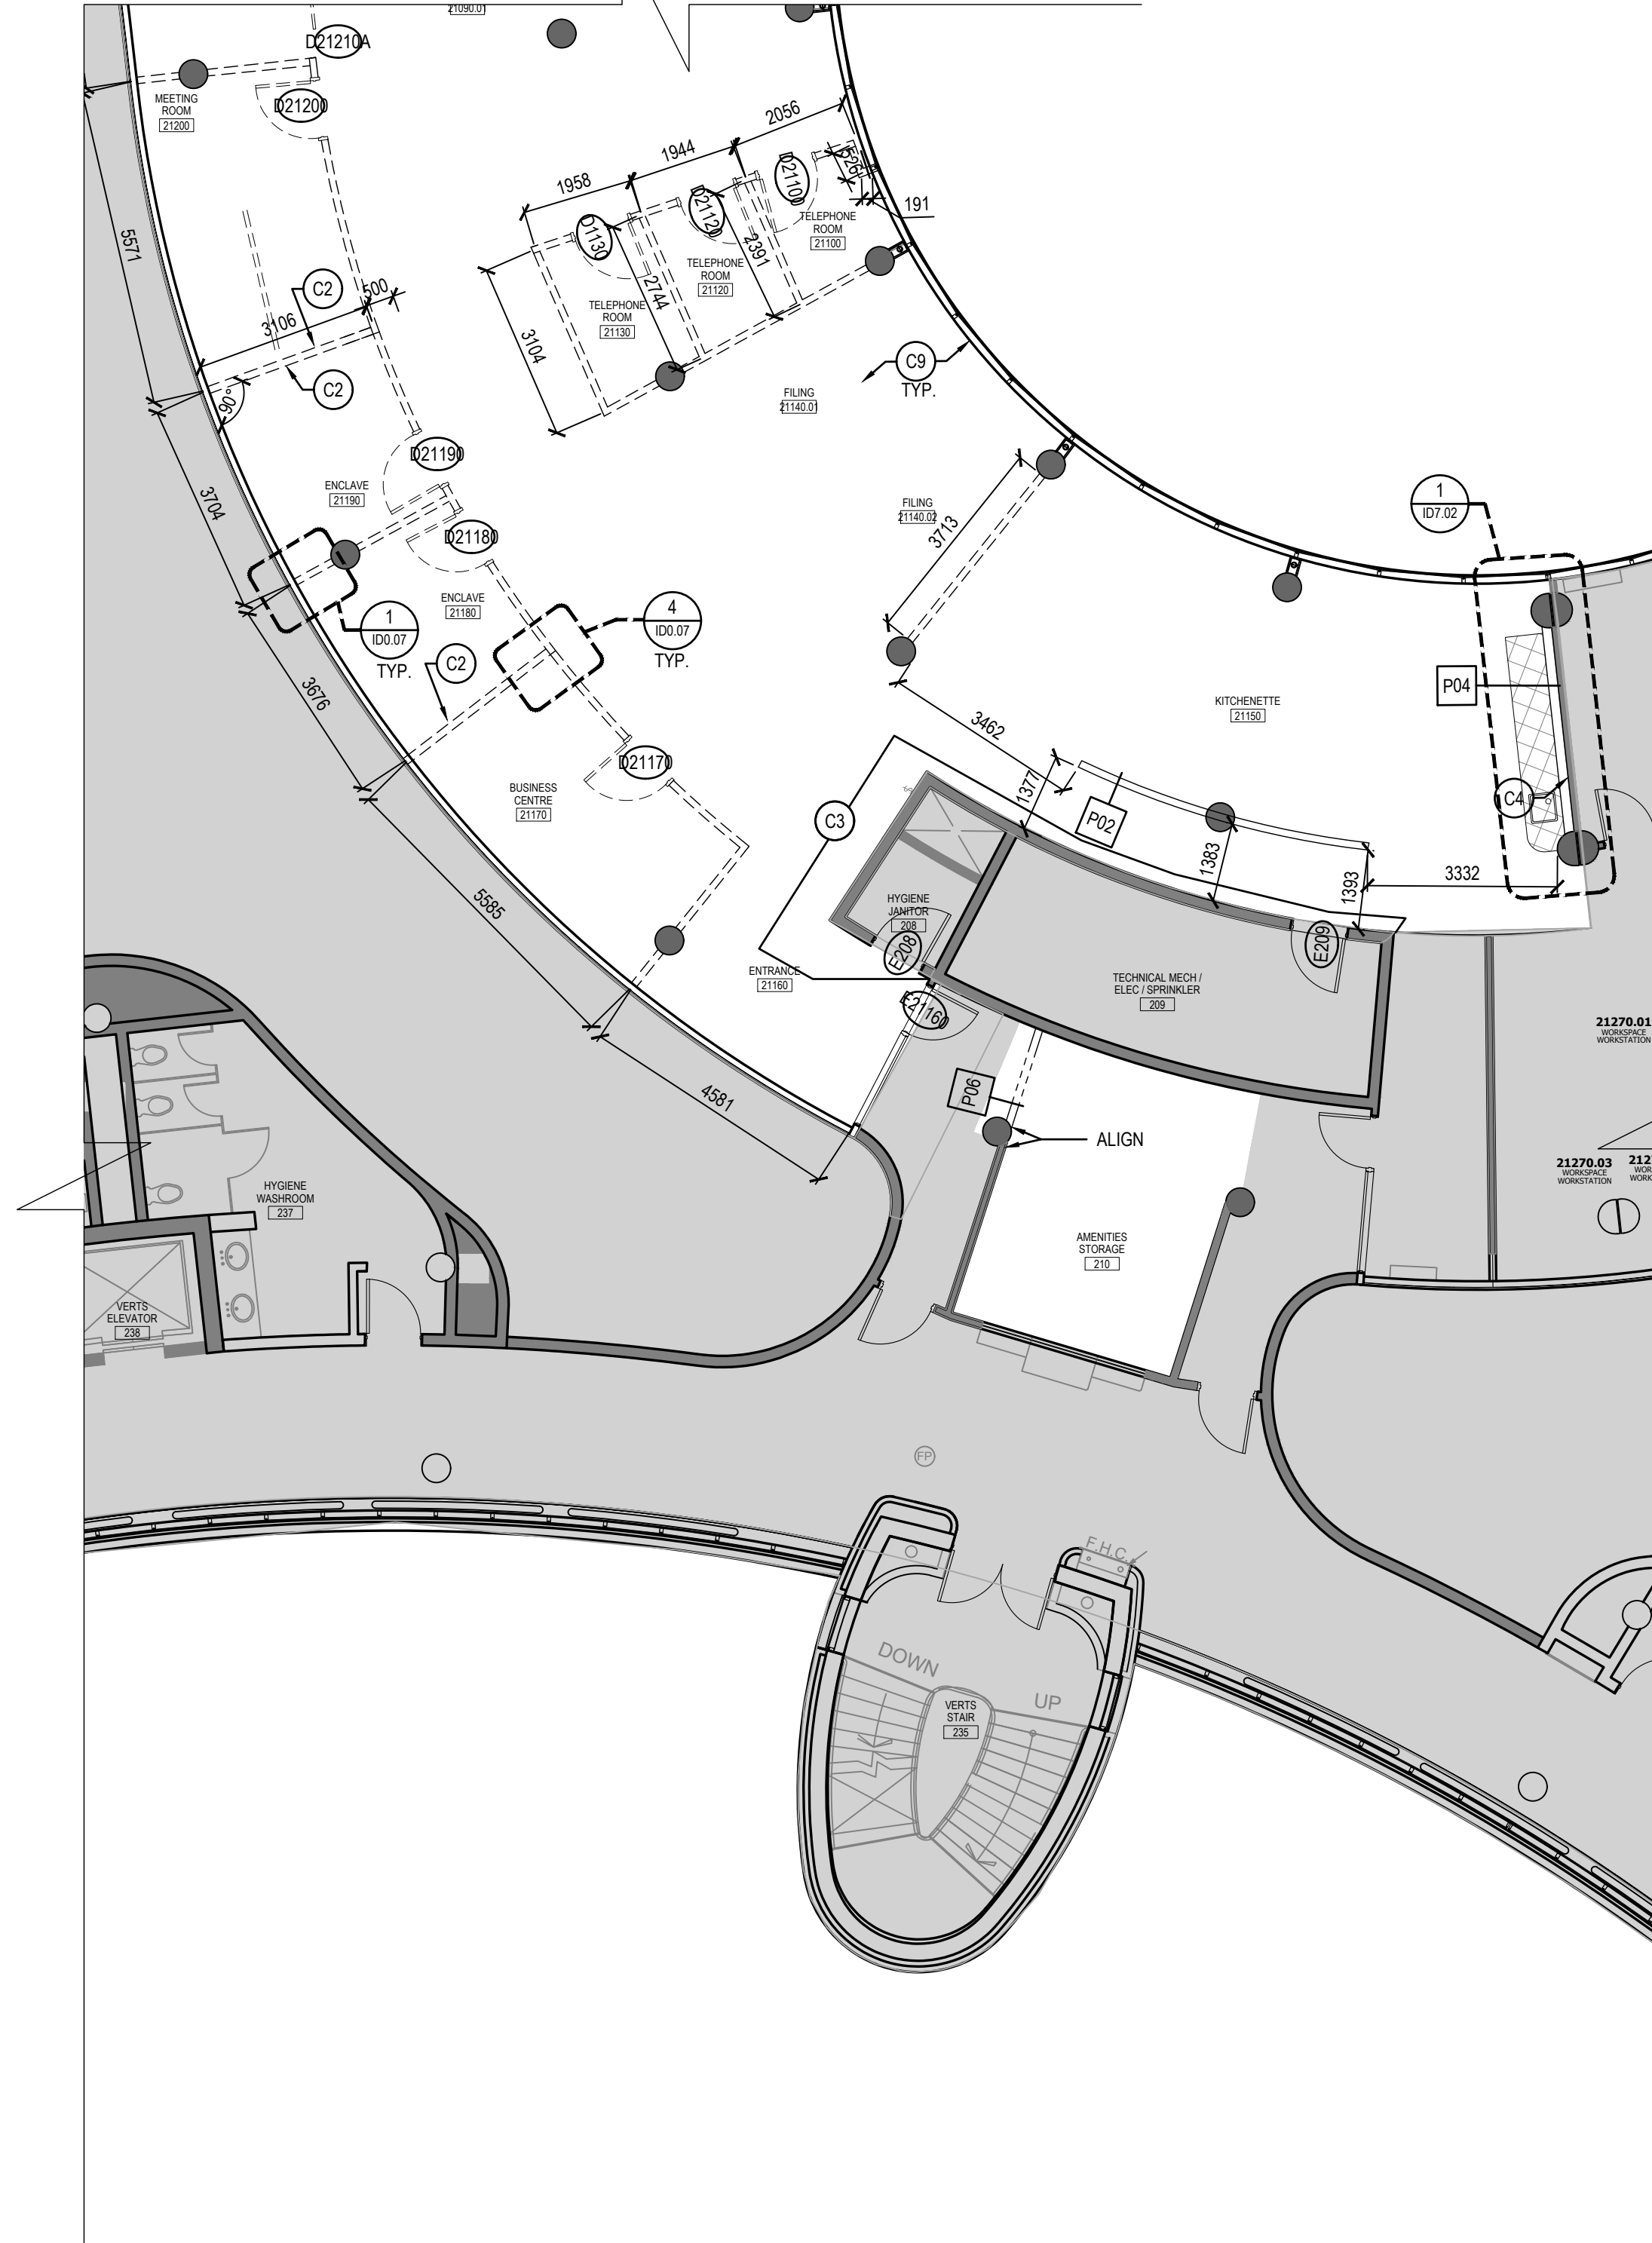 21090.01
D21210A
D21200
MEETING
ROOM
21200
2056
1944
1958
526
191
D21100
D21120
D1130
TELEPHONE
ROOM
21100
TELEPHONE
ROOM
21120
TELEPHONE
ROOM
21130
2391
2744
3104
5571
C2
500
3106
C2
90°
C9
TYP.
FILING
21140.01
D21190
ENCLAVE
21190
3704
FILING
21140.02
3713
1
ID7.02
D21180
ENCLAVE
21180
1
ID0.07
TYP.
4
ID0.07
TYP.
C2
3676
P04
KITCHENETTE
21150
3462
D21170
BUSINESS
CENTRE
21170
1377
P02
C4
C3
1383
1393
3332
5585
HYGIENE
JANITOR
208
E208
E209
ENTRANCE
21160
TECHNICAL MECH /
ELEC / SPRINKLER
209
E21160
21270.01
WORKSPACE
WORKSTATION
4581
P06
ALIGN
21270.03
WORKSPACE
WORKSTATION
212
WOR
WORK
HYGIENE
WASHROOM
237
AMENITIES
STORAGE
210
VERTS
ELEVATOR
238
FP
F.H.C.
DOWN
UP
VERTS
STAIR
235